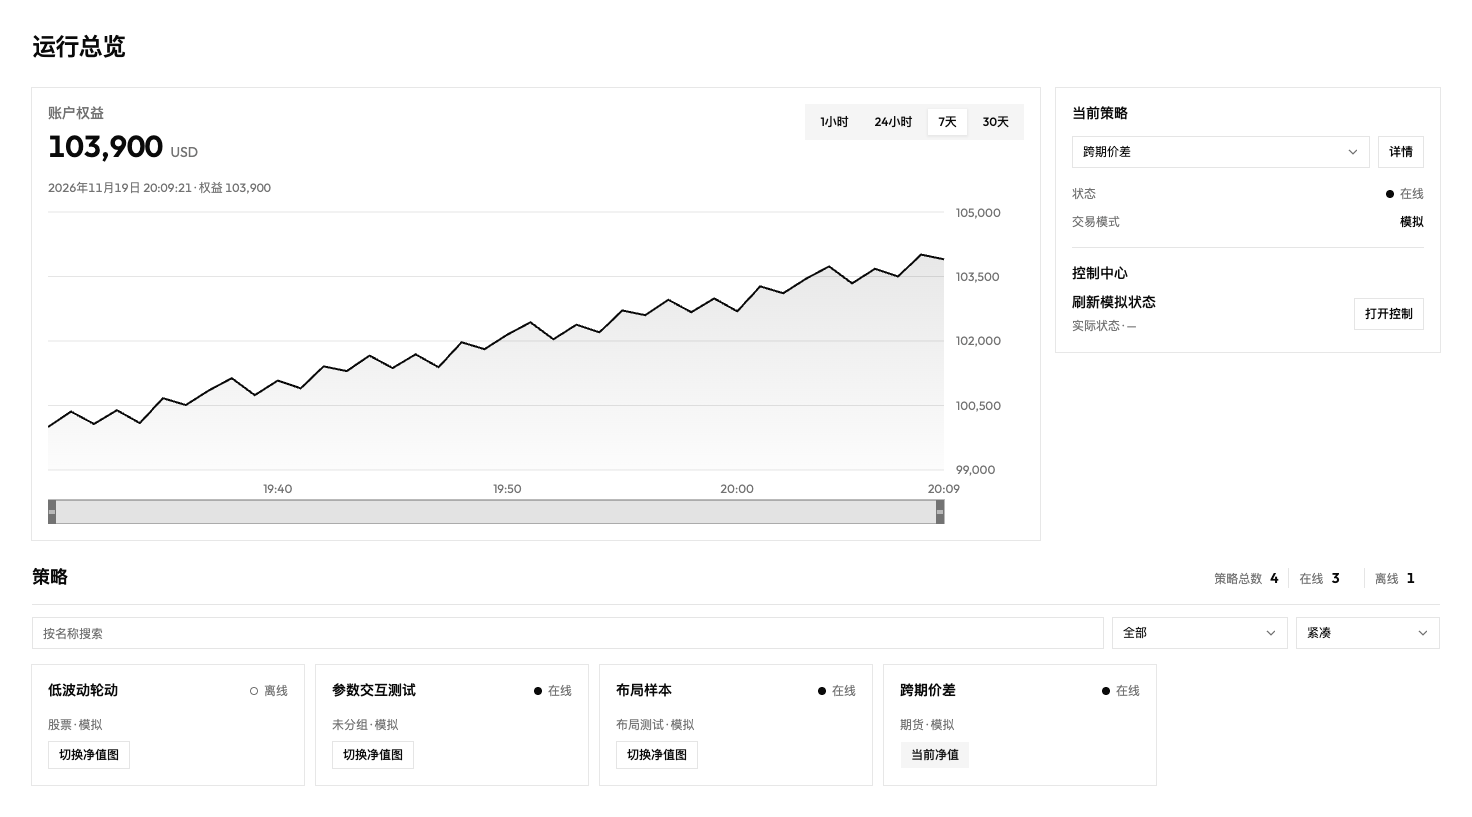 运行总览
账户权益
103,900 USD
1小时 24小时 7天 30天
2026年11月19日 20:09:21 · 权益 103,900
105,000
103,500
102,000
100,500
99,000
19:40 19:50 20:00 20:09
当前策略
跨期价差 详情
状态 在线
交易模式 模拟
控制中心
刷新模拟状态
实际状态 · —
打开控制
策略
策略总数 4 在线 3 离线 1
按名称搜索 全部 紧凑
低波动轮动 离线
股票 · 模拟
切换净值图
参数交互测试 在线
未分组 · 模拟
切换净值图
布局样本 在线
布局测试 · 模拟
切换净值图
跨期价差 在线
期货 · 模拟
当前净值